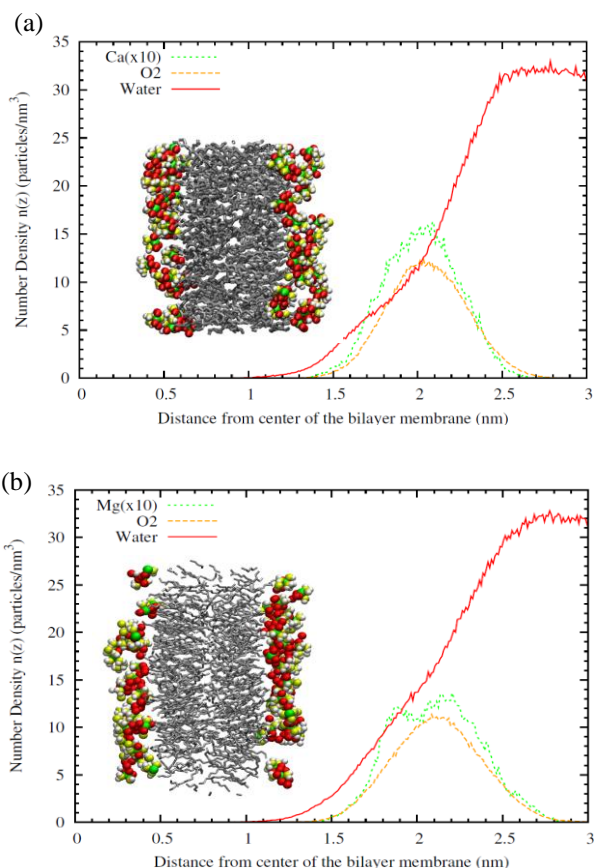 (a)
35
30
25
20
15
10
5
0
Number Density n(z) (particles/nm³)
Ca(x10)
O2
Water
0 0.5 1 1.5 2 2.5 3
Distance from center of the bilayer membrane (nm)
(b)
35
30
25
20
15
10
5
0
Number Density n(z) (particles/nm³)
Mg(x10)
O2
Water
0 0.5 1 1.5 2 2.5 3
Distance from center of the bilayer membrane (nm)